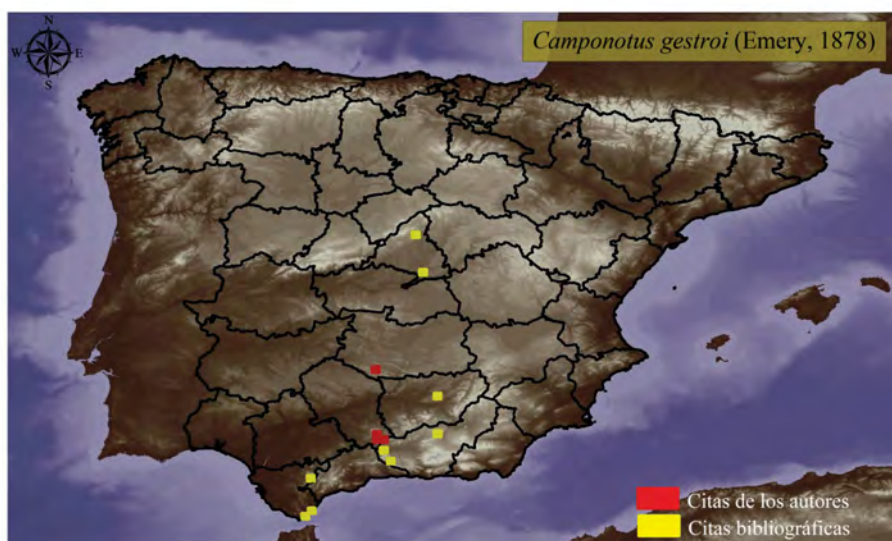 N
W E
S
Camponotus gestroi (Emery, 1878)
Citas de los autores
Citas bibliográficas